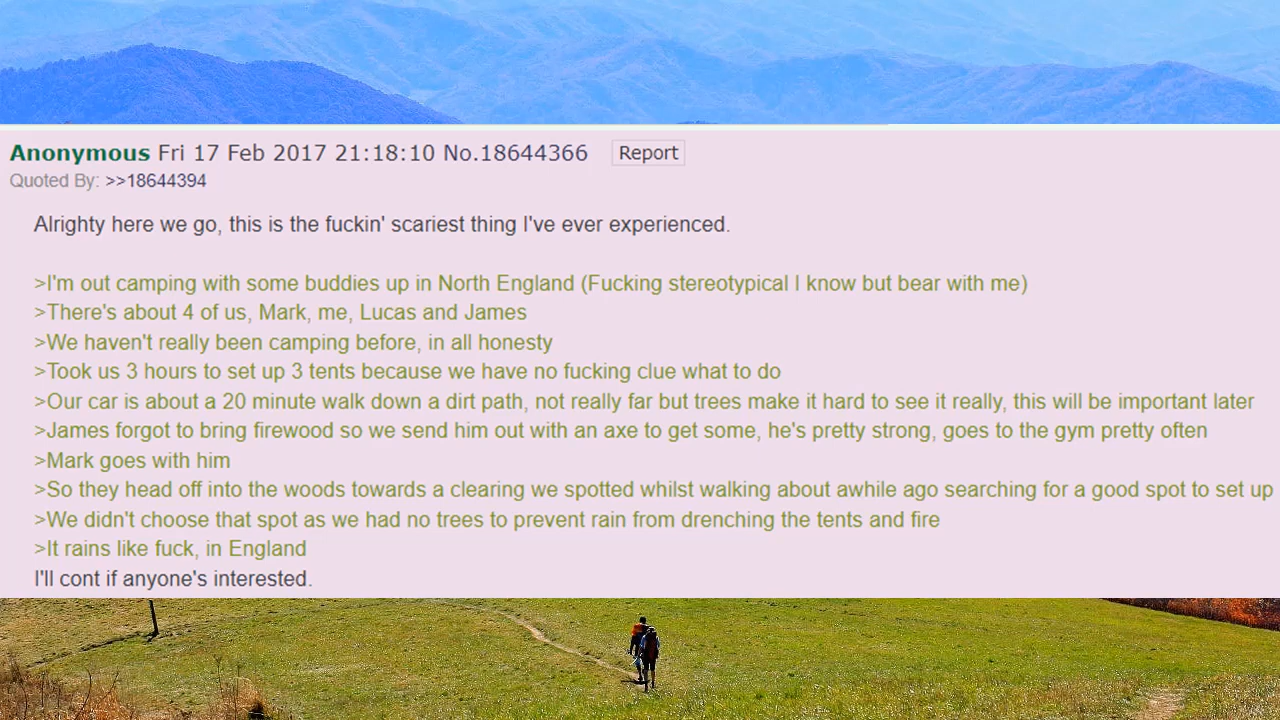 Anonymous Fri 17 Feb 2017 21:18:10 No.18644366 Report
Quoted By: >>18644394
Alrighty here we go, this is the fuckin' scariest thing I've ever experienced.
>I'm out camping with some buddies up in North England (Fucking stereotypical I know but bear with me)
>There's about 4 of us, Mark, me, Lucas and James
>We haven't really been camping before, in all honesty
>Took us 3 hours to set up 3 tents because we have no fucking clue what to do
>Our car is about a 20 minute walk down a dirt path, not really far but trees make it hard to see it really, this will be important later
>James forgot to bring firewood so we send him out with an axe to get some, he's pretty strong, goes to the gym pretty often
>Mark goes with him
>So they head off into the woods towards a clearing we spotted whilst walking about awhile ago searching for a good spot to set up
>We didn't choose that spot as we had no trees to prevent rain from drenching the tents and fire
>It rains like fuck, in England
I'll cont if anyone's interested.